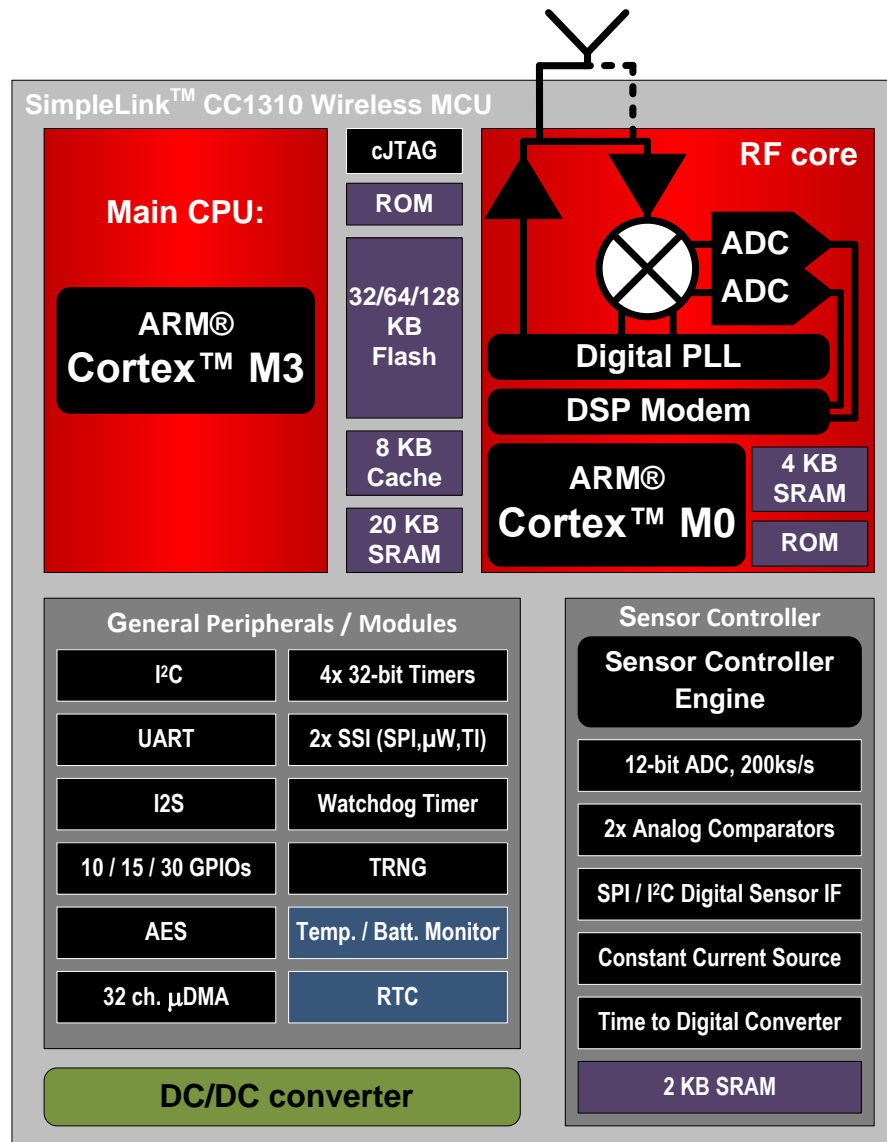 SimpleLink™ CC1310 Wireless MCU
Main CPU:
ARM®
Cortex™ M3
cJTAG
ROM
32/64/128
KB
Flash
8 KB
Cache
20 KB
SRAM
RF core
ADC
ADC
Digital PLL
DSP Modem
ARM®
Cortex™ M0
4 KB
SRAM
ROM
General Peripherals / Modules
I²C
4x 32-bit Timers
UART
2x SSI (SPI,µW,TI)
I2S
Watchdog Timer
10 / 15 / 30 GPIOs
TRNG
AES
Temp. / Batt. Monitor
32 ch. µDMA
RTC
Sensor Controller
Sensor Controller
Engine
12-bit ADC, 200ks/s
2x Analog Comparators
SPI / I²C Digital Sensor IF
Constant Current Source
Time to Digital Converter
2 KB SRAM
DC/DC converter